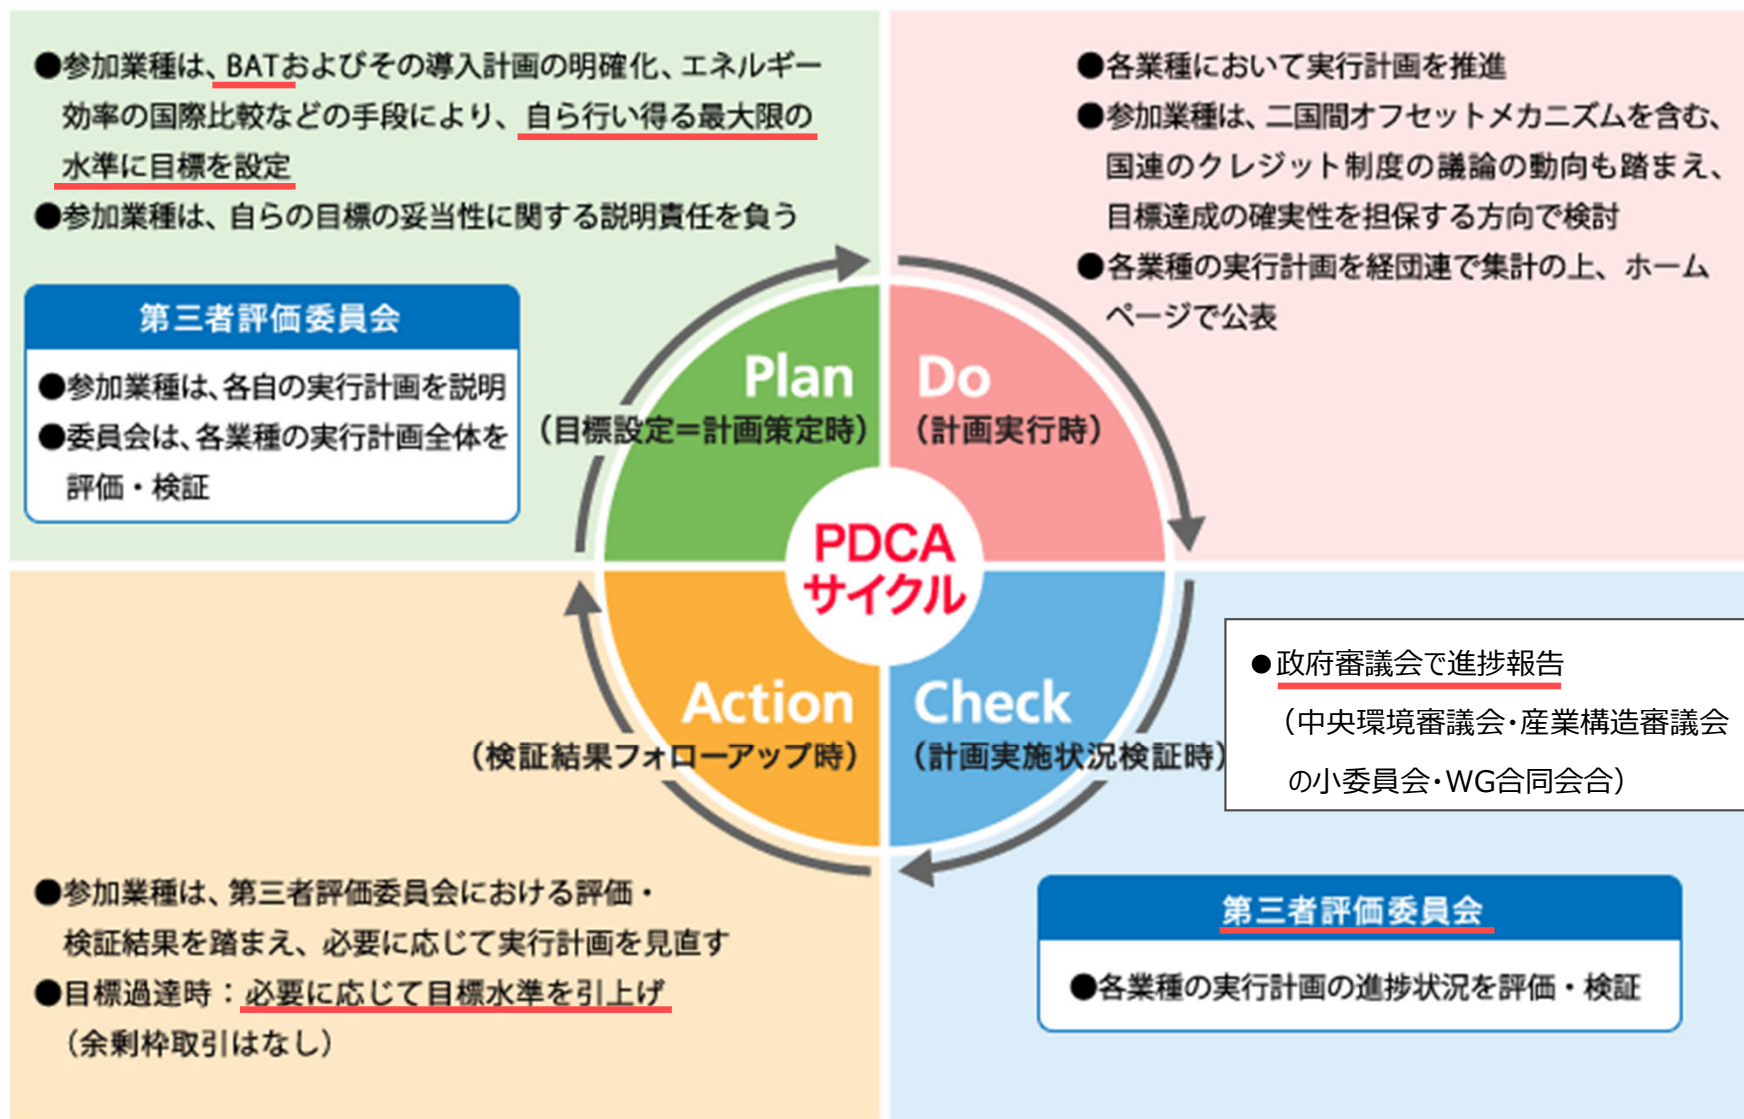 ●参加業種は、BATおよびその導入計画の明確化、エネルギー
効率の国際比較などの手段により、自ら行い得る最大限の
水準に目標を設定
●参加業種は、自らの目標の妥当性に関する説明責任を負う
第三者評価委員会
●参加業種は、各自の実行計画を説明
●委員会は、各業種の実行計画全体を
評価・検証
●各業種において実行計画を推進
●参加業種は、二国間オフセットメカニズムを含む、
国連のクレジット制度の議論の動向も踏まえ、
目標達成の確実性を担保する方向で検討
●各業種の実行計画を経団連で集計の上、ホーム
ページで公表
Plan
（目標設定＝計画策定時）
Do
（計画実行時）
PDCA
サイクル
Action
（検証結果フォローアップ時）
Check
（計画実施状況検証時）
●政府審議会で進捗報告
（中央環境審議会・産業構造審議会
の小委員会・WG合同会合）
●参加業種は、第三者評価委員会における評価・
検証結果を踏まえ、必要に応じて実行計画を見直す
●目標過達時：必要に応じて目標水準を引上げ
（余剰枠取引はなし）
第三者評価委員会
●各業種の実行計画の進捗状況を評価・検証